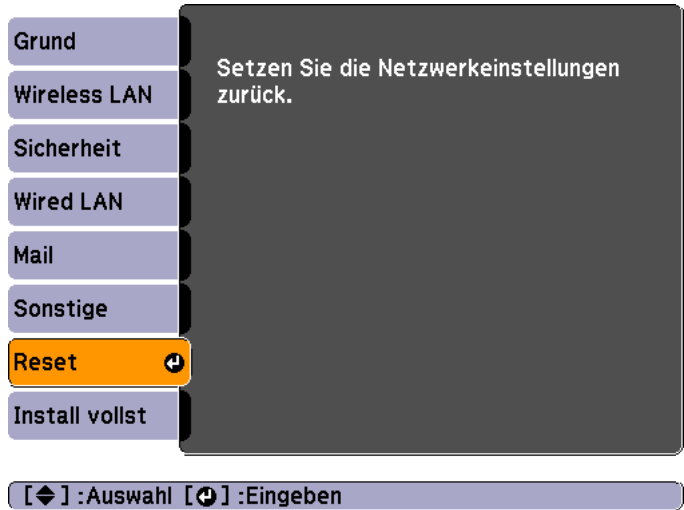 Grund
Wireless LAN
Sicherheit
Wired LAN
Mail
Sonstige
Reset
Install vollst
Setzen Sie die Netzwerkeinstellungen
zurück.
[◆] :Auswahl [⏎] :Eingeben